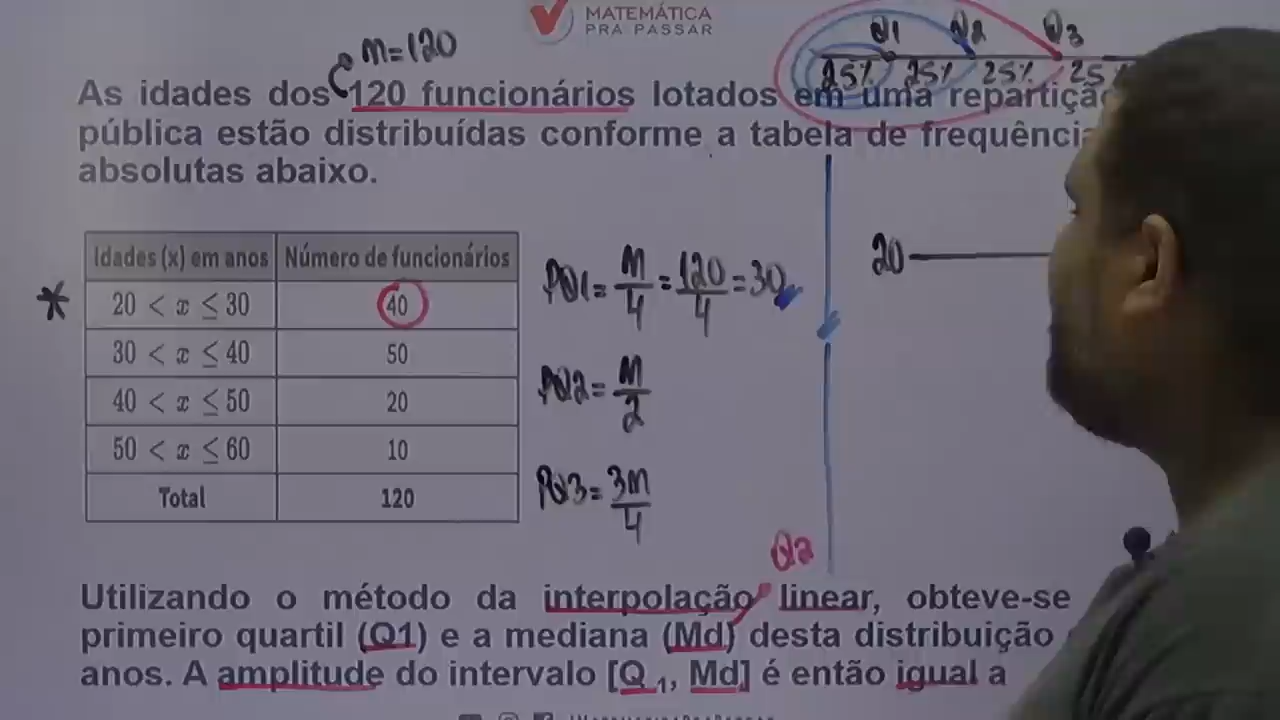 MATEMÁTICA
PRA PASSAR
Q1 Q2 Q3
25% 25% 25% 25%
n=120
As idades dos 120 funcionários lotados em uma repartição
pública estão distribuídas conforme a tabela de frequência
absolutas abaixo.
Idades (x) em anos Número de funcionários
20 < x ≤ 30 40
30 < x ≤ 40 50
40 < x ≤ 50 20
50 < x ≤ 60 10
Total 120
*
PQ1 = n/4 = 120/4 = 30
PQ2 = n/2
PQ3 = 3n/4
20
Q2
Utilizando o método da interpolação linear, obteve-se
primeiro quartil (Q1) e a mediana (Md) desta distribuição
anos. A amplitude do intervalo [Q 1, Md] é então igual a